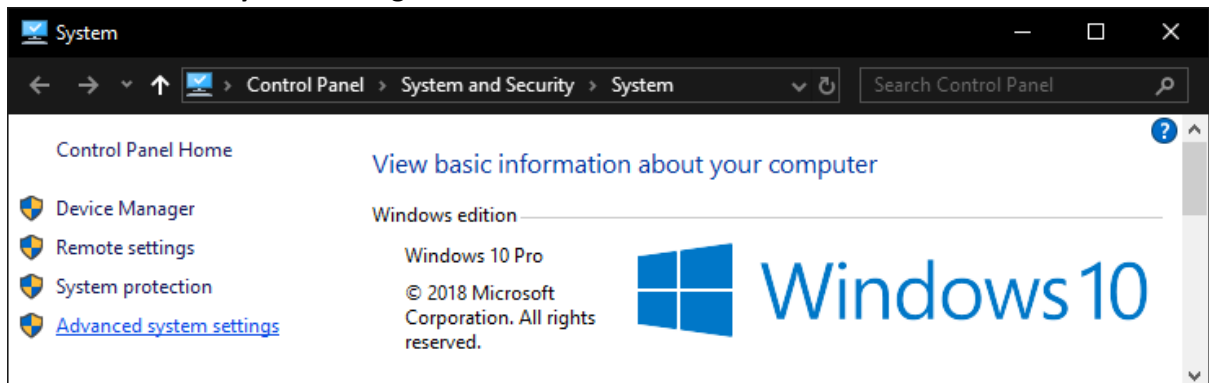 System
Control Panel > System and Security > System
Search Control Panel
Control Panel Home
Device Manager
Remote settings
System protection
Advanced system settings
?
View basic information about your computer
Windows edition
Windows 10 Pro
© 2018 Microsoft
Corporation. All rights
reserved.
Windows 10